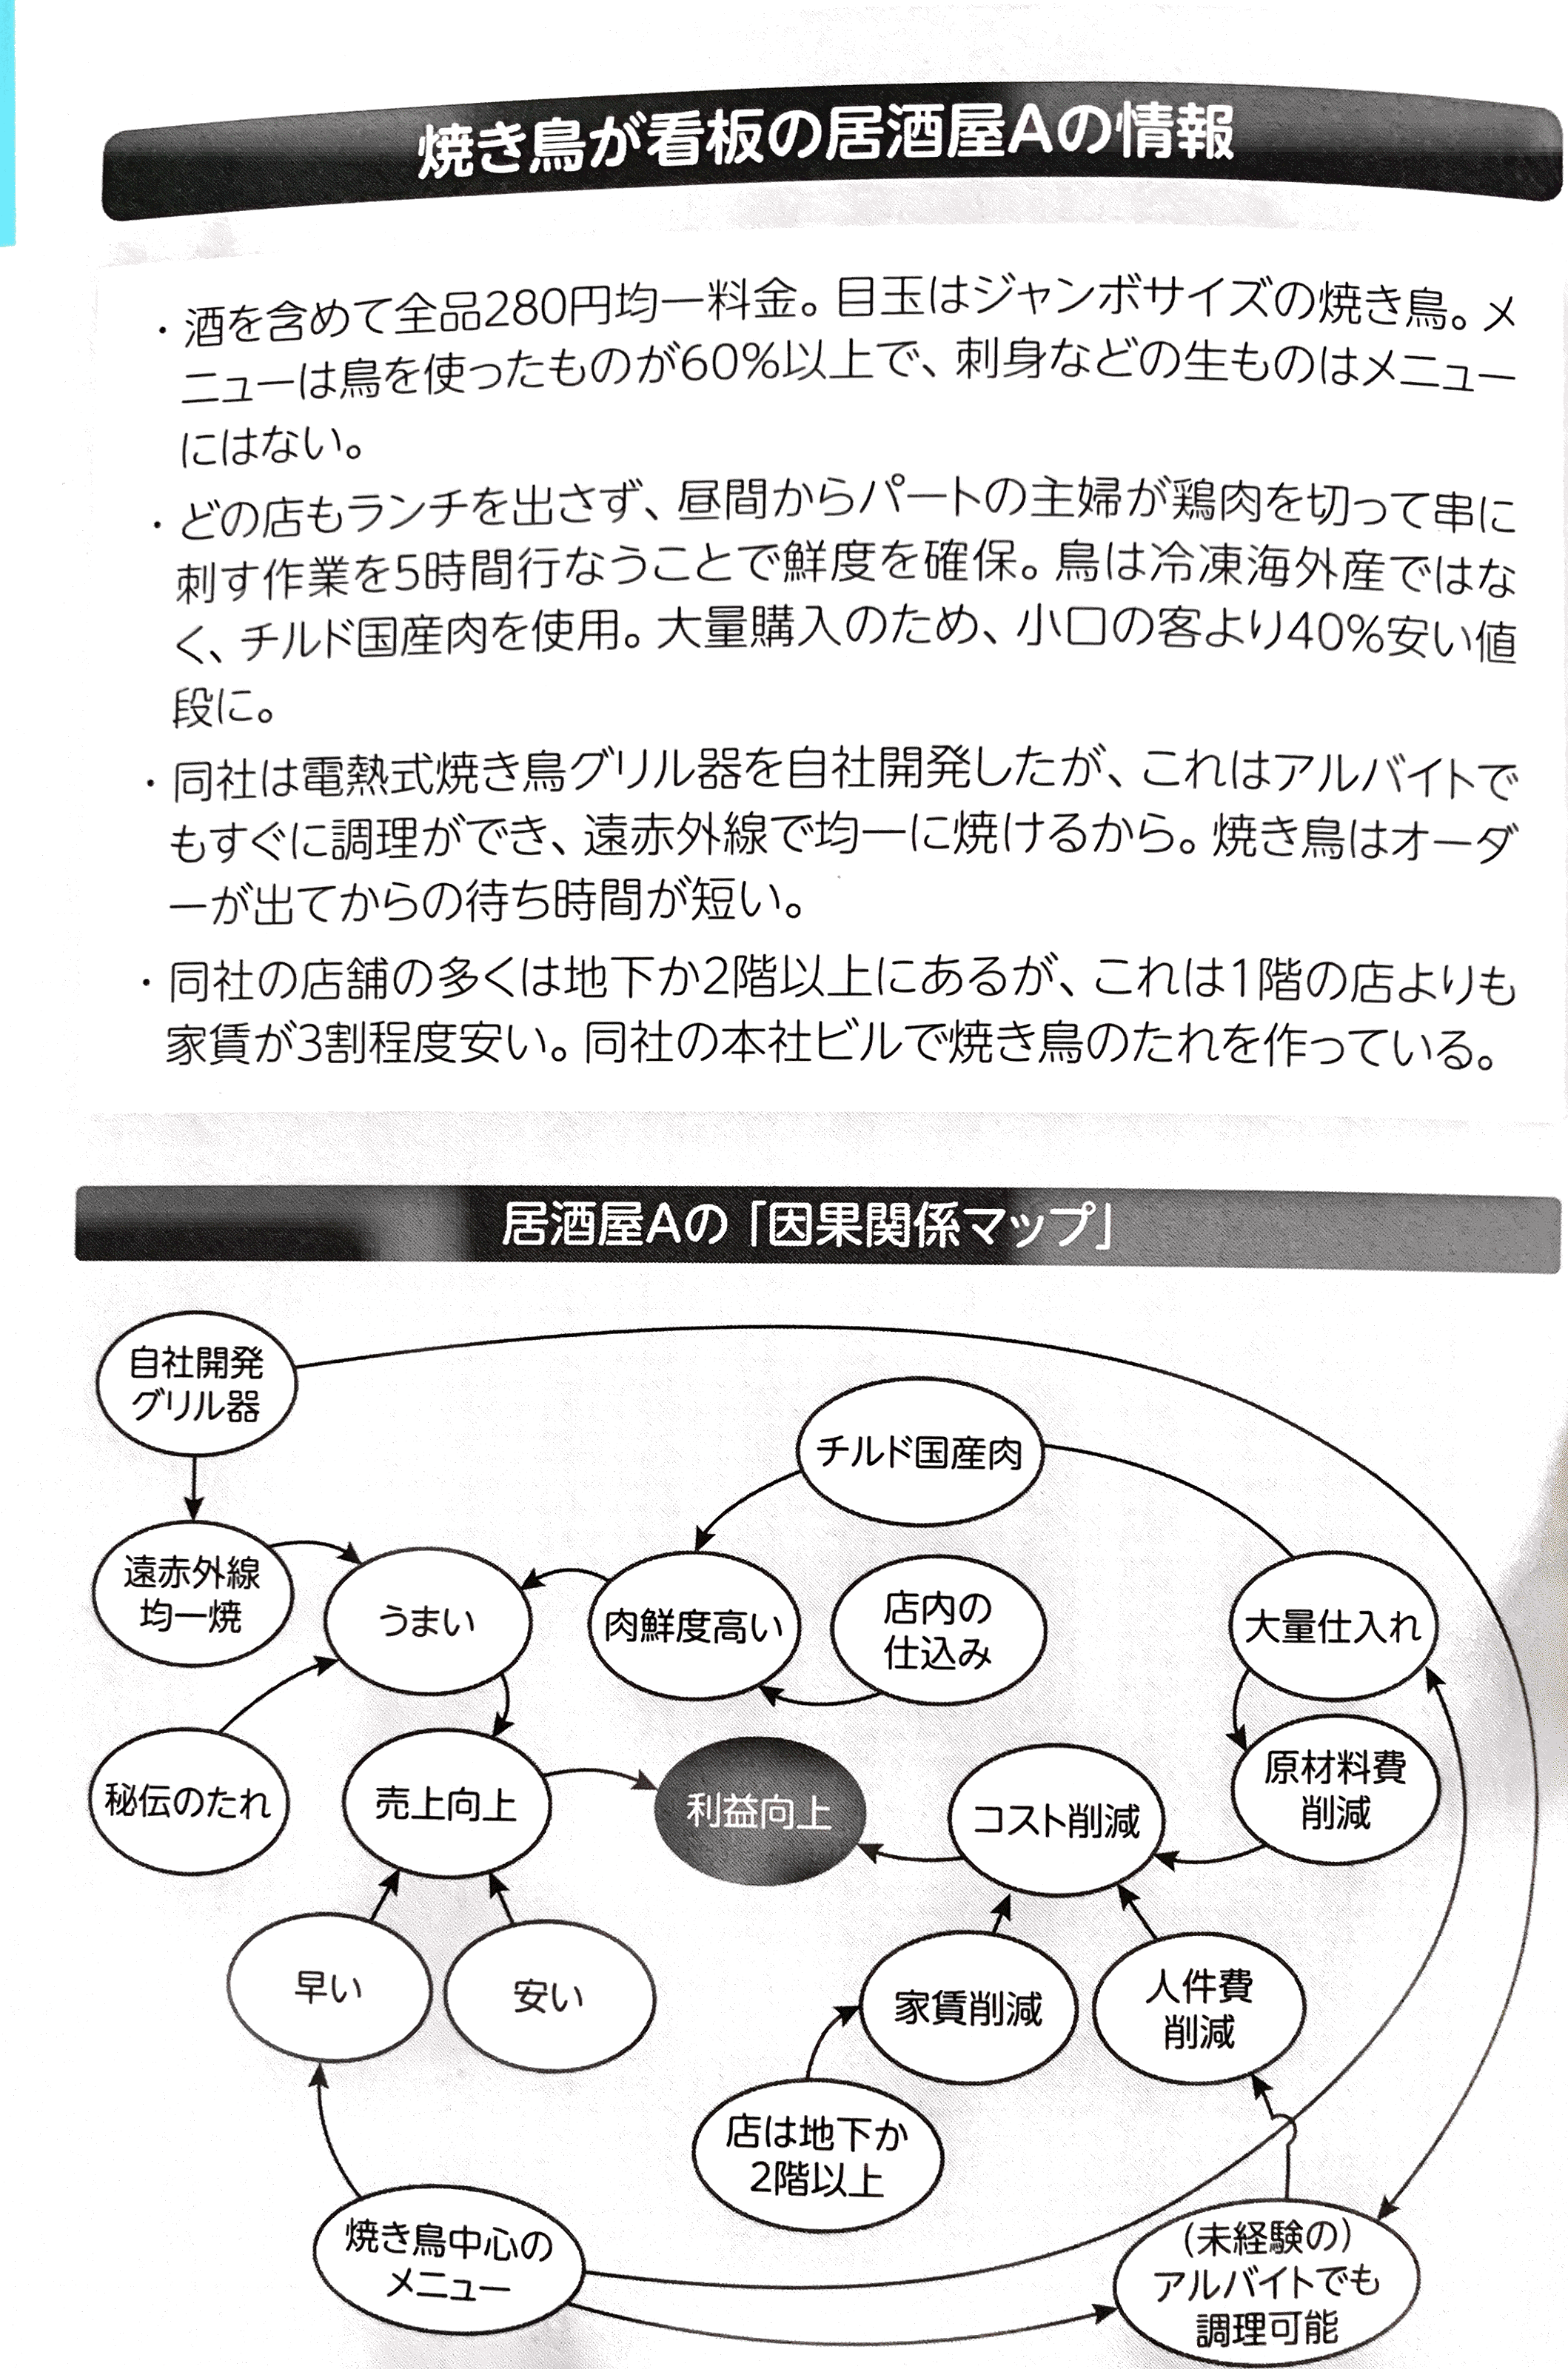 焼き鳥が看板の居酒屋Aの情報
・酒を含めて全品280円均一料金。目玉はジャンボサイズの焼き鳥。メ
ニューは鳥を使ったものが60%以上で、刺身などの生ものはメニュー
にはない。
・どの店もランチを出さず、昼間からパートの主婦が鶏肉を切って串に
刺す作業を5時間行なうことで鮮度を確保。鳥は冷凍海外産ではな
く、チルド国産肉を使用。大量購入のため、小口の客より40%安い値
段に。
・同社は電熱式焼き鳥グリル器を自社開発したが、これはアルバイトで
もすぐに調理ができ、遠赤外線で均一に焼けるから。焼き鳥はオーダ
ーが出てからの待ち時間が短い。
・同社の店舗の多くは地下か2階以上にあるが、これは1階の店よりも
家賃が3割程度安い。同社の本社ビルで焼き鳥のたれを作っている。
居酒屋Aの「因果関係マップ」
自社開発
グリル器
チルド国産肉
遠赤外線
均一焼
うまい
肉鮮度高い
店内の
仕込み
大量仕入れ
秘伝のたれ
売上向上
利益向上
コスト削減
原材料費
削減
早い
安い
家賃削減
人件費
削減
店は地下か
2階以上
焼き鳥中心の
メニュー
(未経験の)
アルバイトでも
調理可能